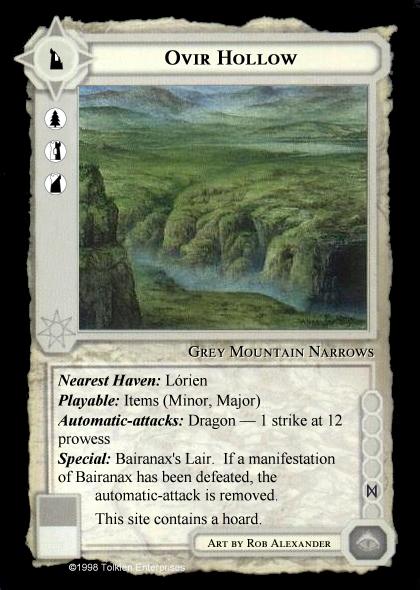 Ovir Hollow
Grey Mountain Narrows
Nearest Haven: Lórien
Playable: Items (Minor, Major)
Automatic-attacks: Dragon — 1 strike at 12
prowess
Special: Bairanax's Lair. If a manifestation
of Bairanax has been defeated, the
automatic-attack is removed.
This site contains a hoard.
Art by Rob Alexander
©1998 Tolkien Enterprises